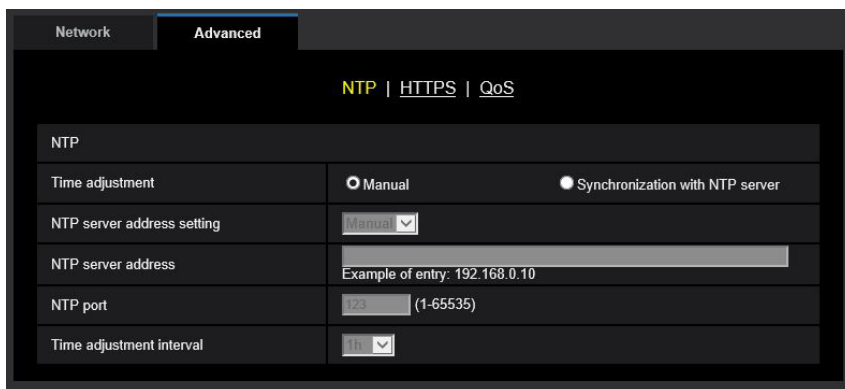 Network Advanced
NTP | HTTPS | QoS
NTP
Time adjustment Manual Synchronization with NTP server
NTP server address setting Manual
NTP server address
Example of entry: 192.168.0.10
NTP port 123 (1-65535)
Time adjustment interval 1h